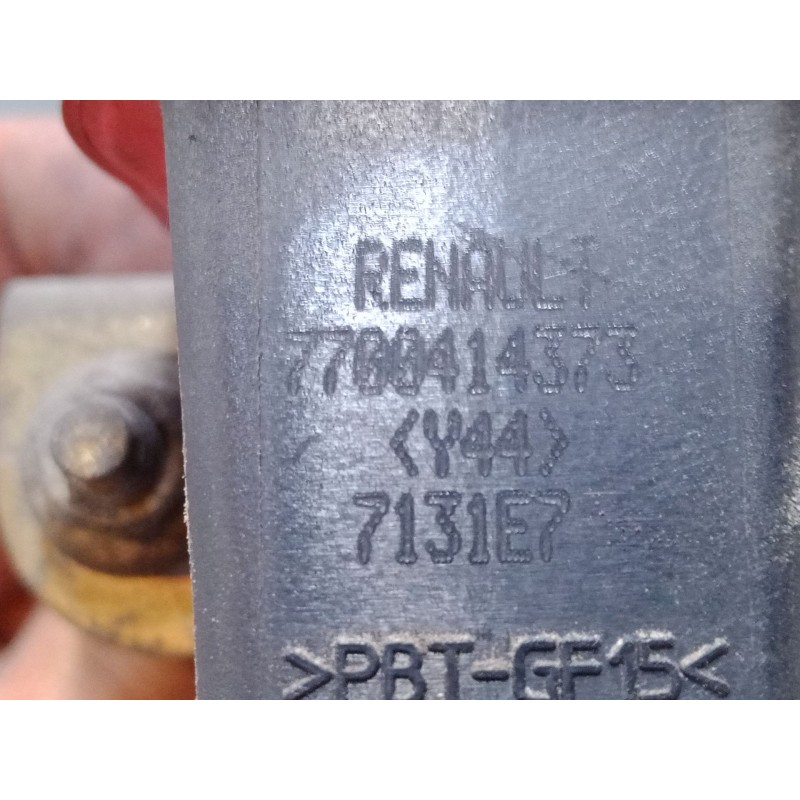 RENAULT
7700414373
<Y44>
7131E7
>PBT-GF15<